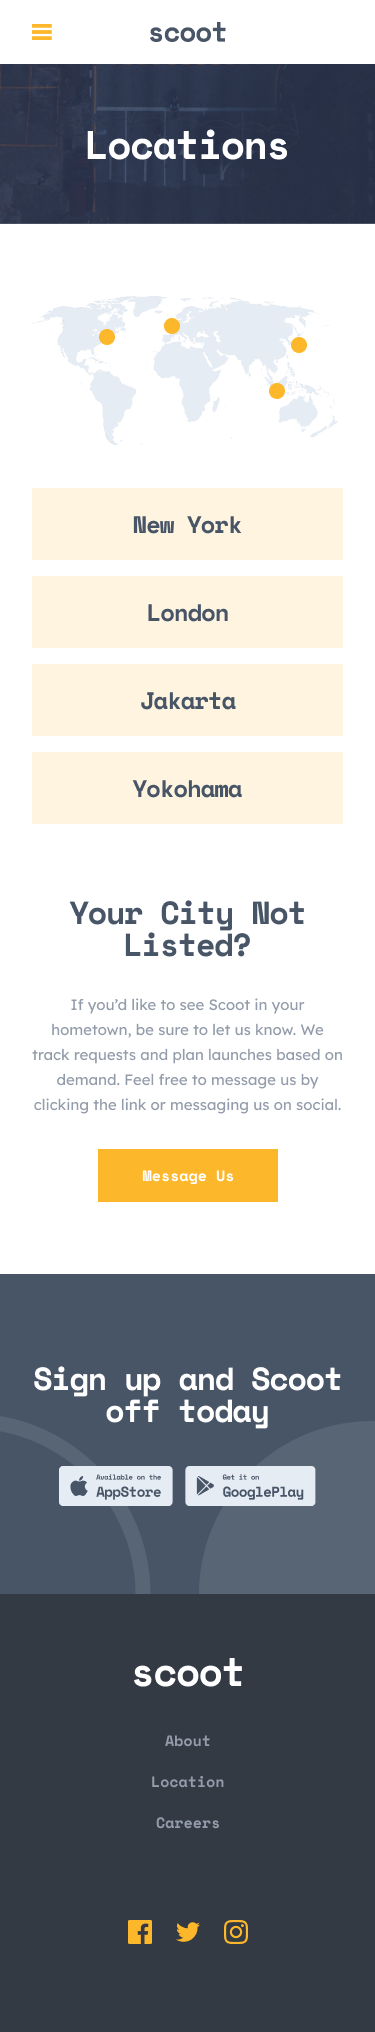 scoot
Locations
New York
London
Jakarta
Yokohama
Your City Not
Listed?
If you’d like to see Scoot in your
hometown, be sure to let us know. We
track requests and plan launches based on
demand. Feel free to message us by
clicking the link or messaging us on social.
Message Us
Sign up and Scoot
off today
Available on the
AppStore
Get it on
GooglePlay
scoot
About
Location
Careers